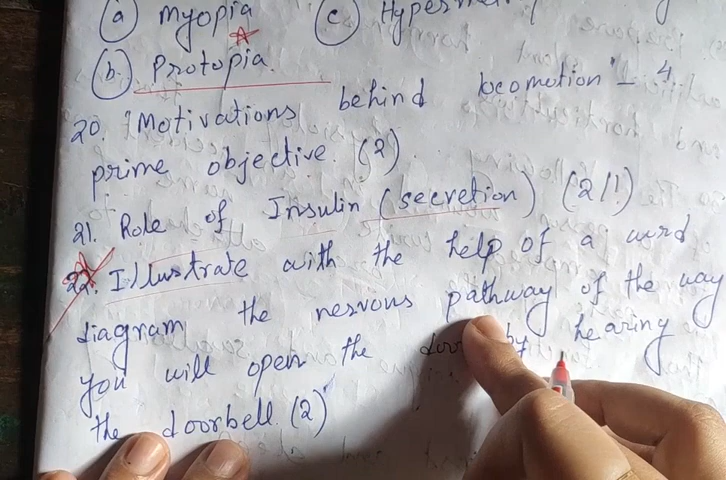 (a) Myopia (c)
(b) Protopia
20. Motivations behind locomotion - 4
prime objective. (2)
21. Role of Insulin (secretion) (2/1)
22. Illustrate with the help of a word
diagram the nervous pathway of the way
you will open the by hearing
the doorbell. (2)